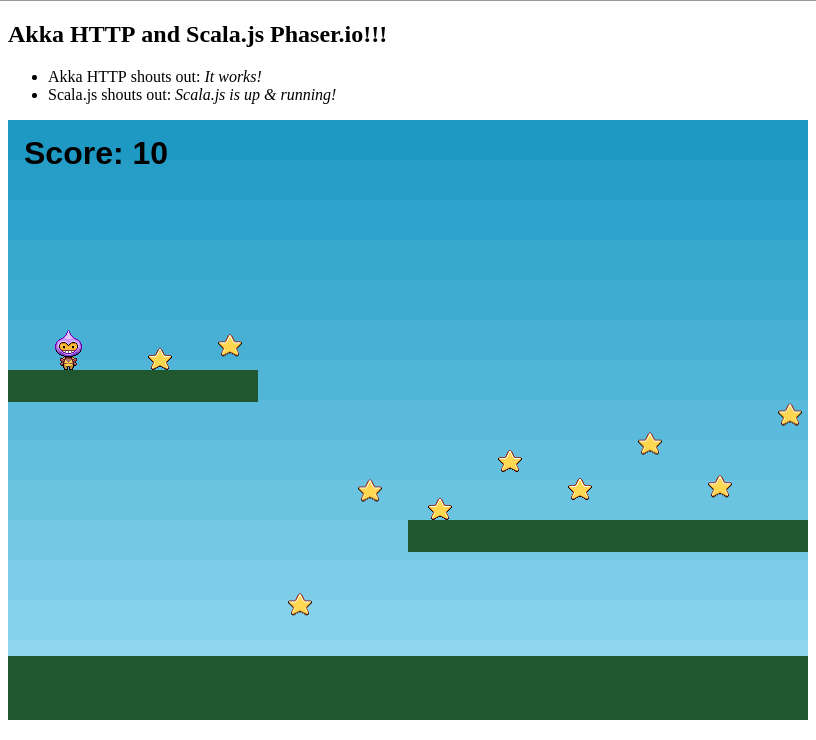 Akka HTTP and Scala.js Phaser.io!!!
Akka HTTP shouts out: It works!
Scala.js shouts out: Scala.js is up & running!
Score: 10